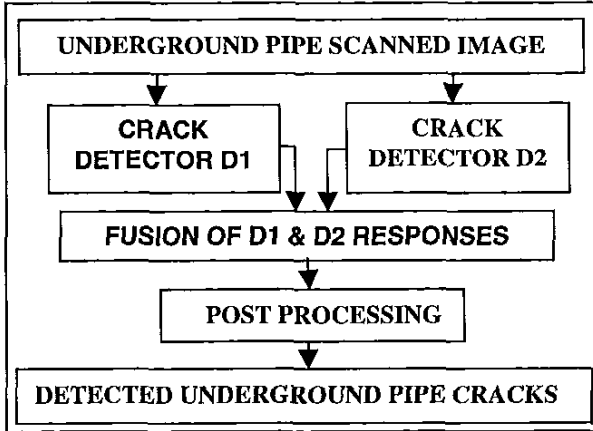 UNDERGROUND PIPE SCANNED IMAGE
CRACK
DETECTOR D1
CRACK
DETECTOR D2
FUSION OF D1 & D2 RESPONSES
POST PROCESSING
DETECTED UNDERGROUND PIPE CRACKS